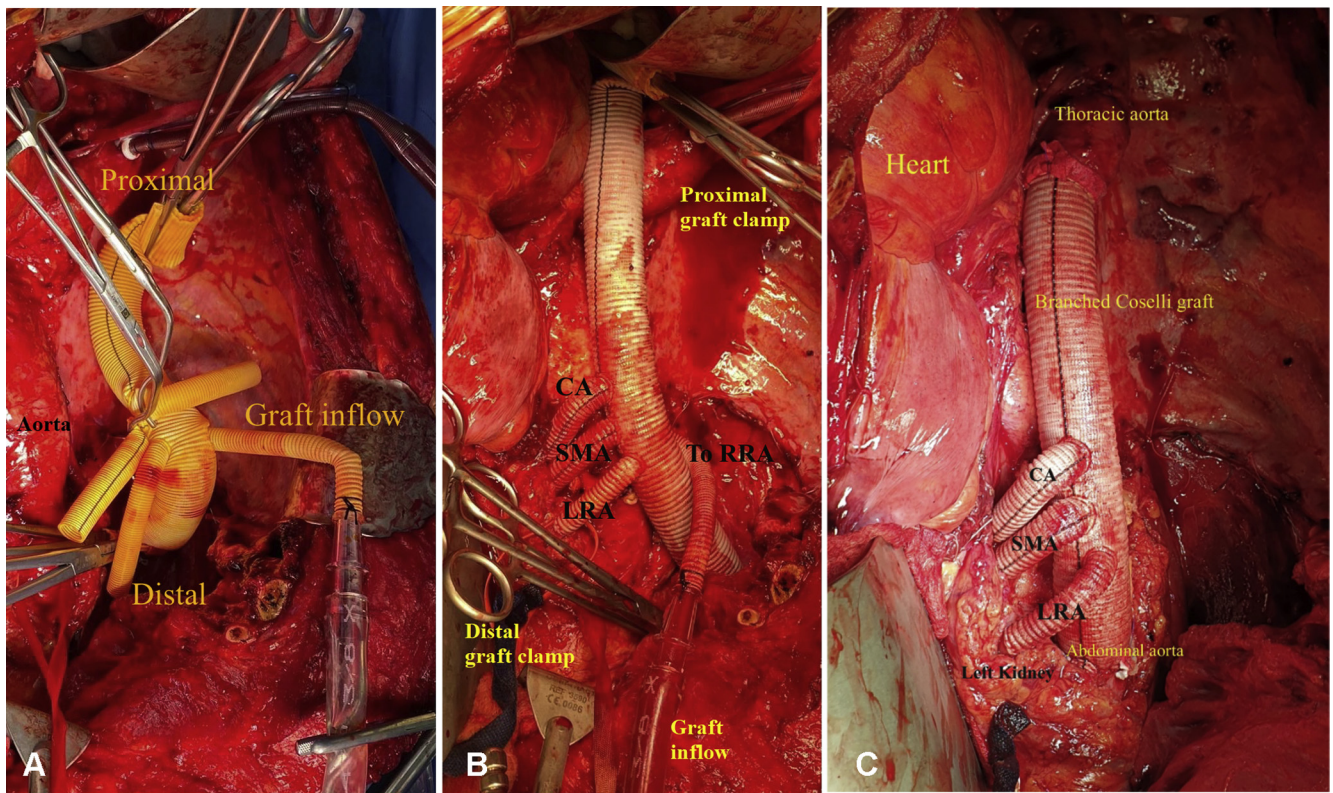 Proximal
Aorta
Graft inflow
Distal
A
Proximal
graft clamp
CA
SMA
To RRA
LRA
Distal
graft clamp
Graft
inflow
B
Thoracic aorta
Heart
Branched Coselli graft
CA
SMA
LRA
Abdominal aorta
Left Kidney
C